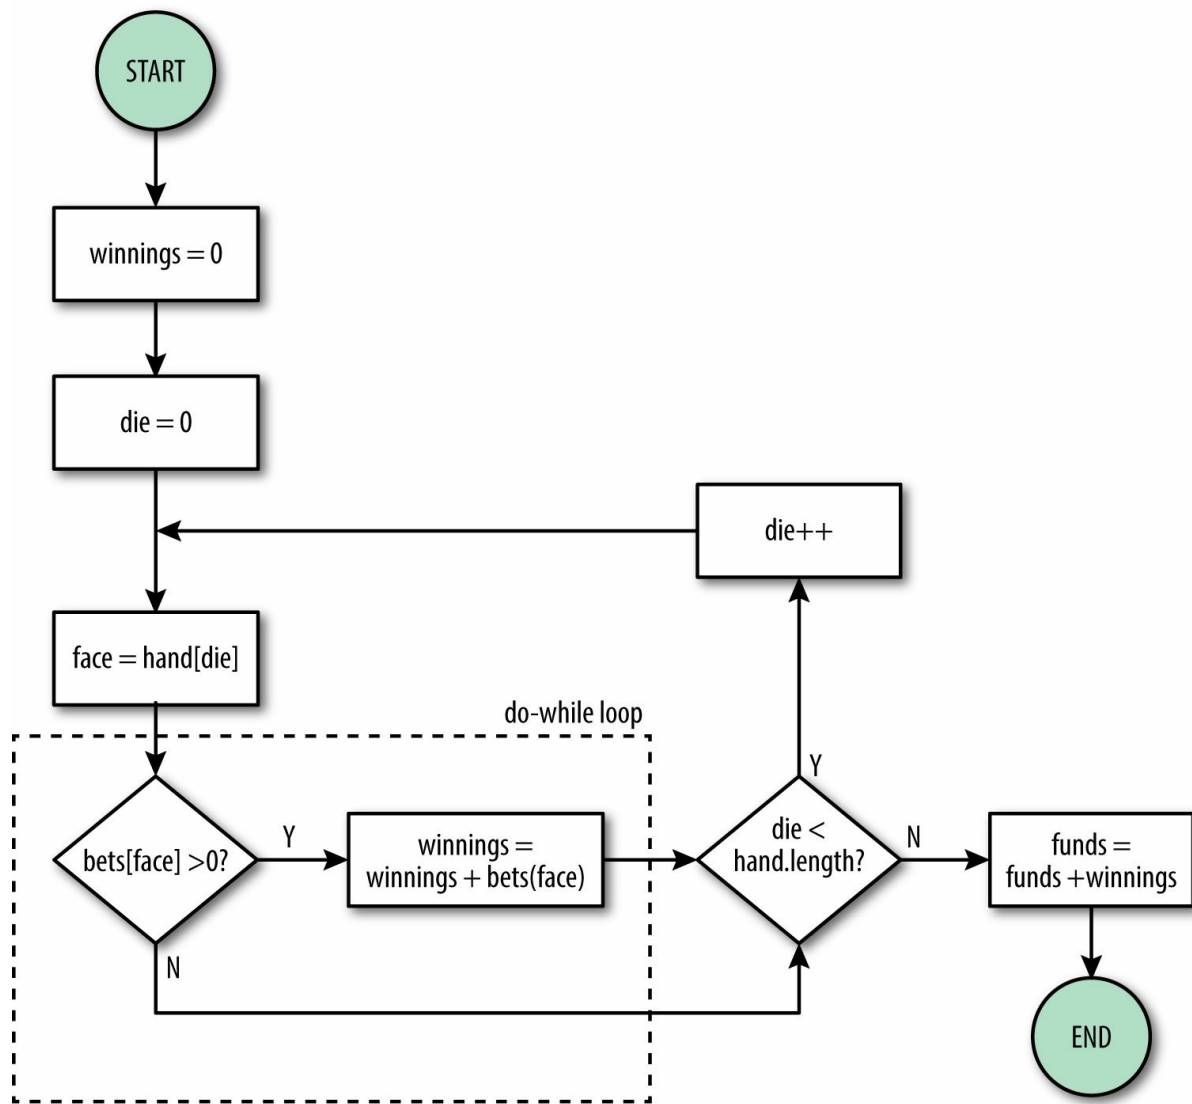 START
winnings = 0
die = 0
die++
face = hand[die]
do-while loop
bets[face] >0?
Y
winnings =
winnings + bets(face)
die <
hand.length?
Y
N
funds =
funds +winnings
N
END